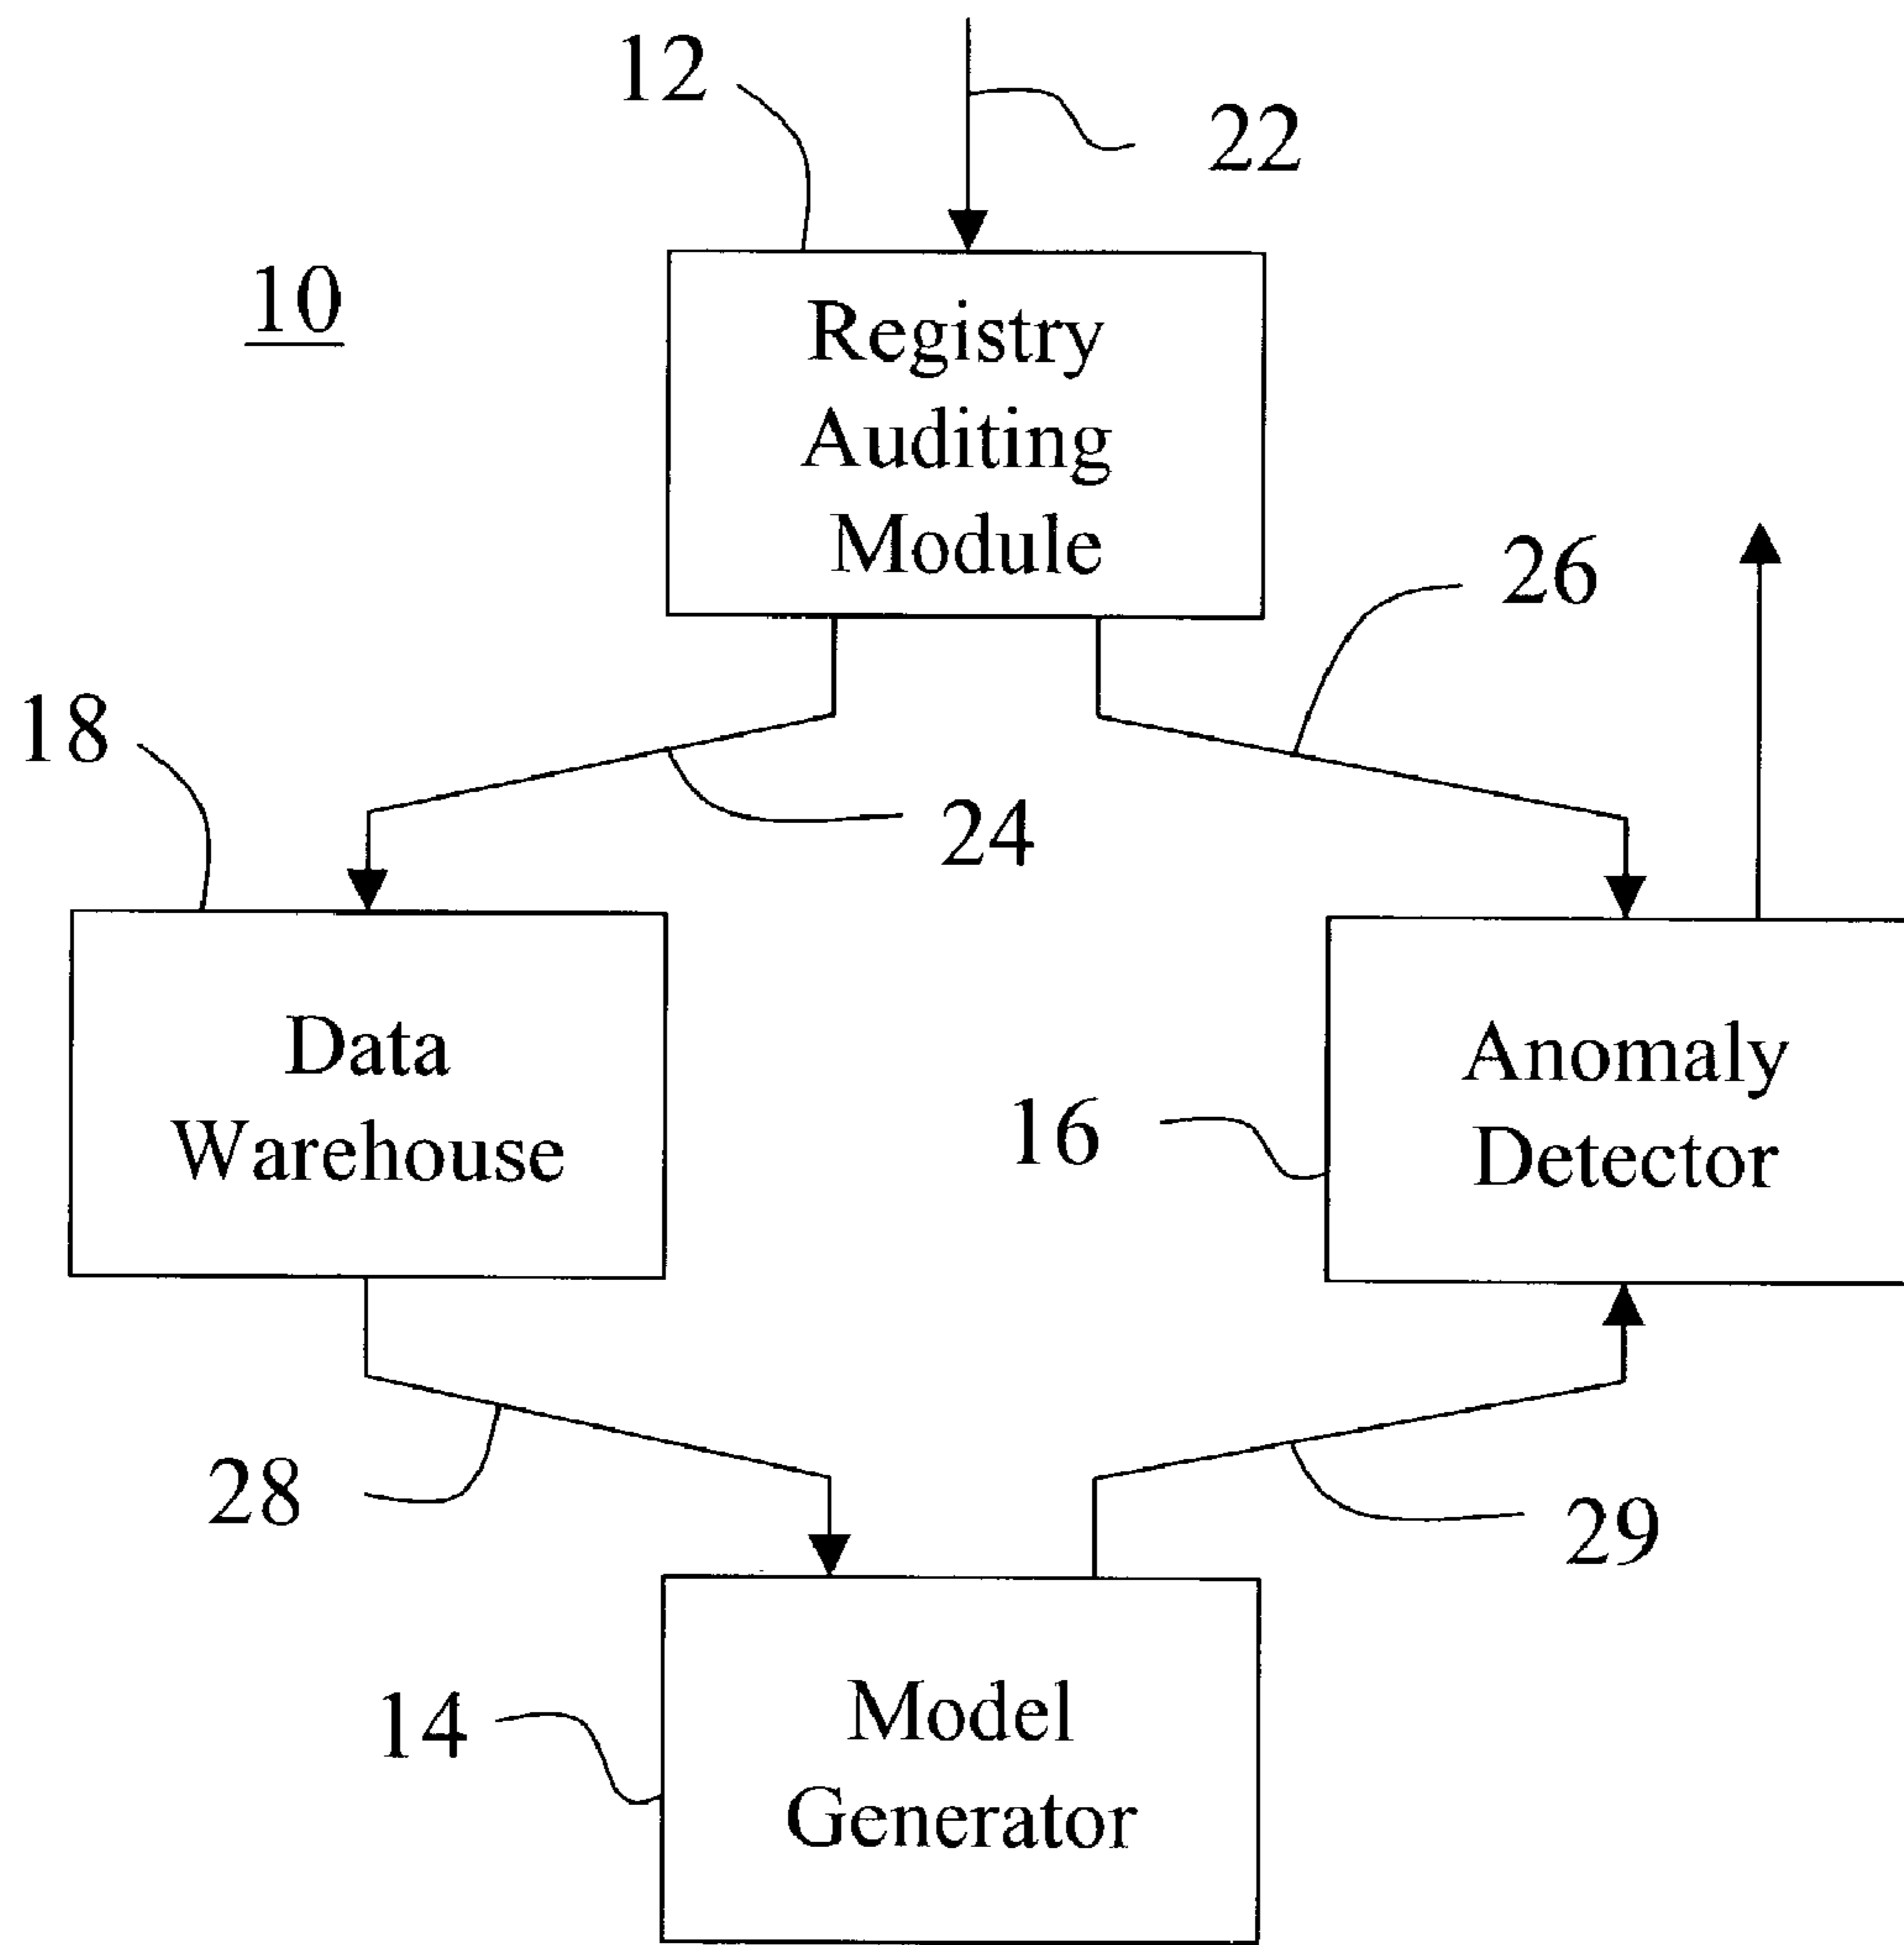 12
22
10
Registry
Auditing
Module
26
18
24
Data
Warehouse
Anomaly
Detector
16
28
29
14
Model
Generator